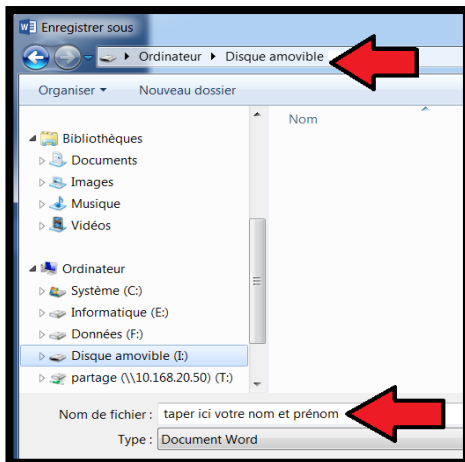 Enregistrer sous
Ordinateur Disque amovible
Organiser Nouveau dossier
Nom
Bibliothèques
Documents
Images
Musique
Vidéos
Ordinateur
Système (C:)
Informatique (E:)
Données (F:)
Disque amovible (I:)
partage (\\10.168.20.50) (T:)
Nom de fichier : taper ici votre nom et prénom
Type : Document Word